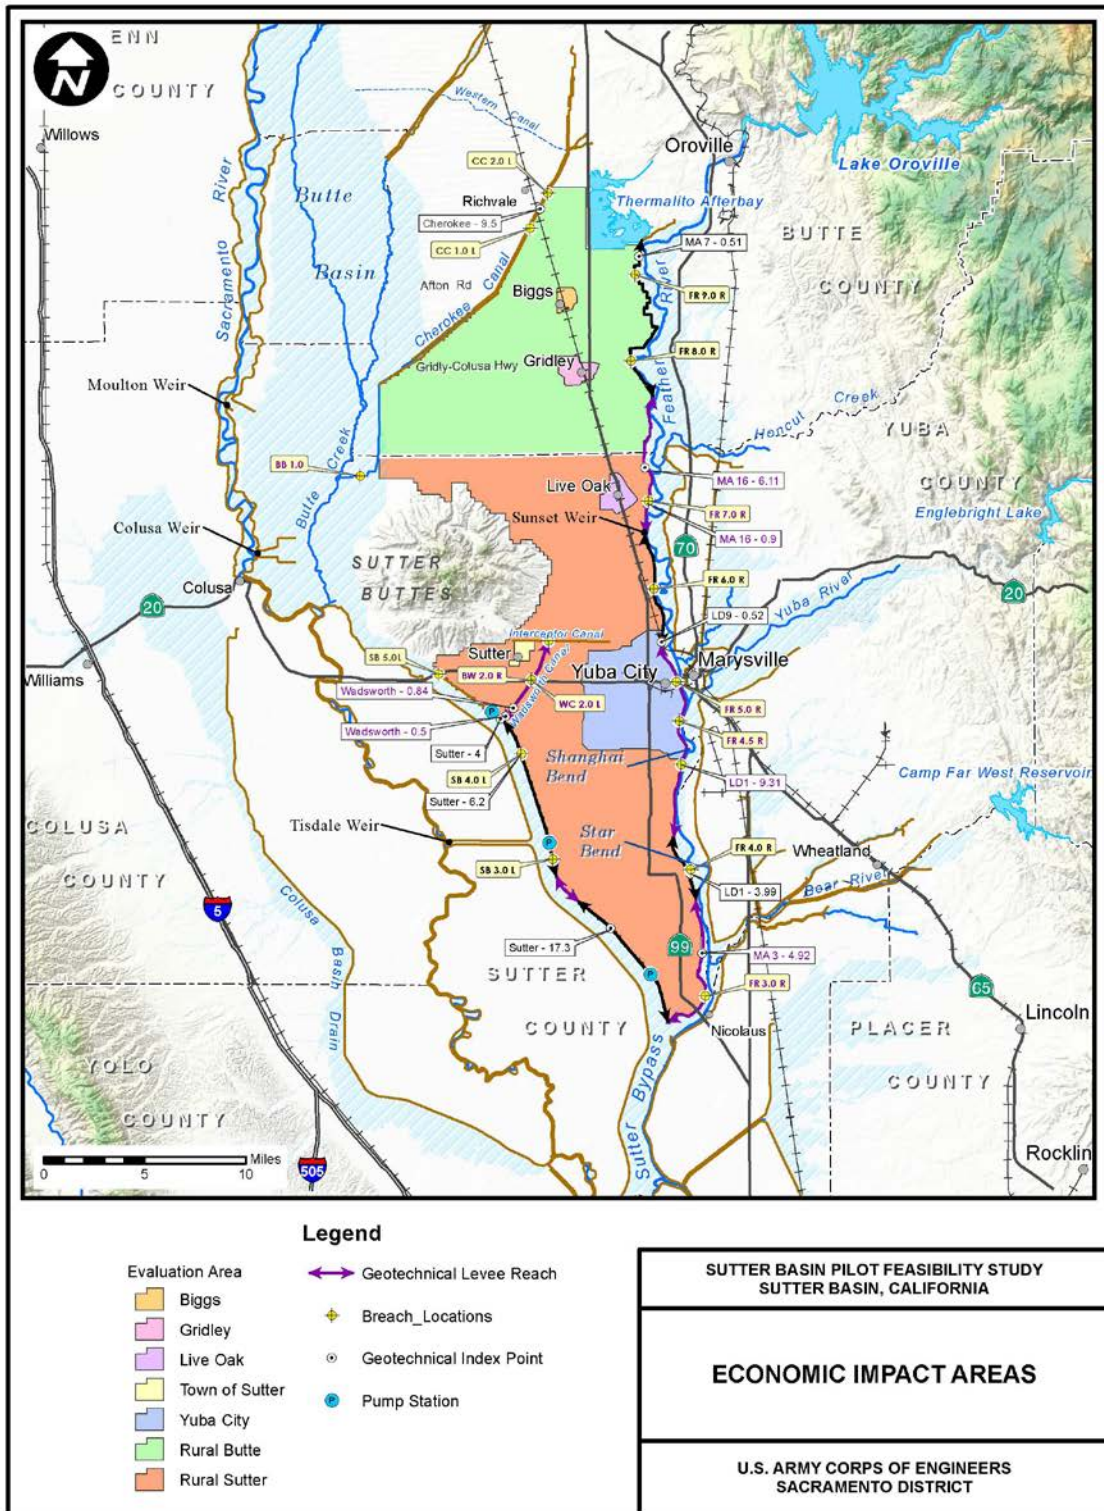 ENN
COUNTY
Willows
Sacramento River
Butte
Basin
Western Canal
CC 2.0 L
Richvale
Cherokee - 9.5
CC 1.0 L
Afton Rd
Cherokee Canal
Biggs
Gridly-Colusa Hwy
Gridley
Oroville
Lake Oroville
Thermalito Afterbay
MA 7 - 0.51
BUTTE
COUNTY
FR 9.0 R
Feather River
FR 8.0 R
Honcut Creek
YUBA
COUNTY
Englebright Lake
Moulton Weir
BB 1.0
Butte Creek
Colusa Weir
Colusa
20
Williams
SUTTER
BUTTES
Live Oak
Sunset Weir
MA 16 - 6.11
FR 7.0 R
MA 16 - 0.9
70
FR 6.0 R
LD9 - 0.52
Yuba River
20
Interceptor Canal
Sutter
SB 5.0L
BW 2.0 R
Wadsworth Canal
WC 2.0 L
Wadsworth - 0.84
Wadsworth - 0.5
P
Sutter - 4
SB 4.0 L
Sutter - 6.2
Yuba City
Marysville
FR 5.0 R
FR 4.5 R
Shanghai
Bend
LD1 - 9.31
Camp Far West Reservoir
COLUSA
COUNTY
Tisdale Weir
P
SB 3.0 L
Star
Bend
FR 4.0 R
Wheatland
Bear River
LD1 - 3.99
5
Colusa Basin Drain
Sutter - 17.3
99
MA 3 - 4.92
SUTTER
COUNTY
P
FR 3.0 R
65
Nicolaus
Lincoln
PLACER
COUNTY
YOLO
COUNTY
Sutter Bypass
Rocklin
0 5 10 Miles
505
N
Legend
Evaluation Area
Biggs
Gridley
Live Oak
Town of Sutter
Yuba City
Rural Butte
Rural Sutter
Geotechnical Levee Reach
Breach_Locations
Geotechnical Index Point
P Pump Station
SUTTER BASIN PILOT FEASIBILITY STUDY
SUTTER BASIN, CALIFORNIA
ECONOMIC IMPACT AREAS
U.S. ARMY CORPS OF ENGINEERS
SACRAMENTO DISTRICT